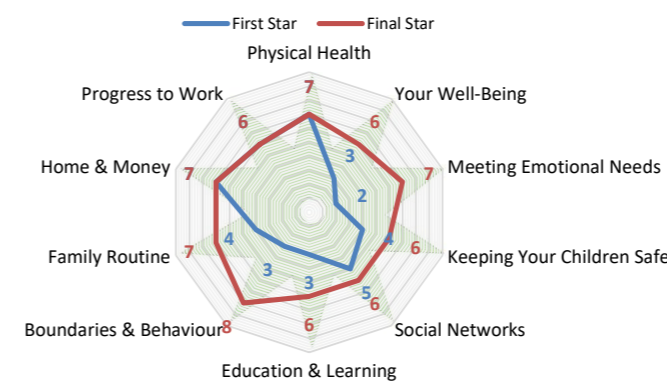 First Star Final Star
Physical Health
7
Progress to Work Your Well-Being
6 6
3
Home & Money Meeting Emotional Needs
7 7
2
4 4
Family Routine Keeping Your Children Safe
7 6
3 3 5
6
Boundaries & Behaviour Social Networks
8 6
Education & Learning